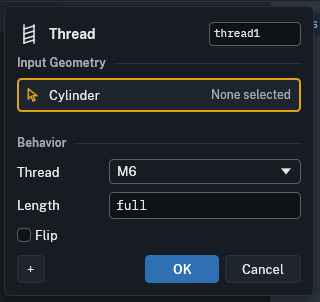 Thread
thread1
Input Geometry
Cylinder
None selected
Behavior
Thread
M6
Length
full
Flip
+
OK
Cancel
s